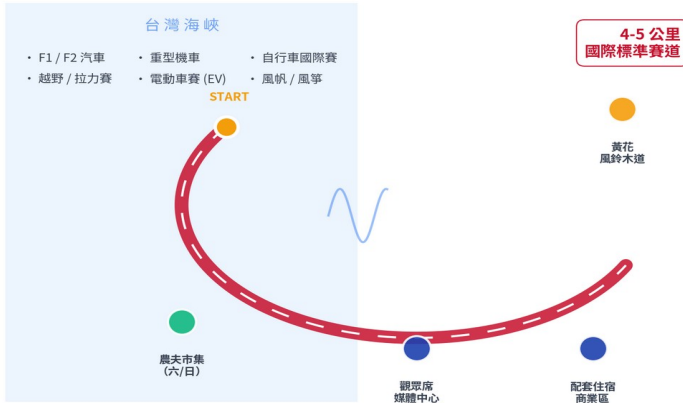 台灣海峽
4-5 公里
國際標準賽道
• F1 / F2 汽車
• 重型機車
• 自行車國際賽
• 越野 / 拉力賽
• 電動車賽 (EV)
• 風帆 / 風箏
START
黃花
風鈴木道
農夫市集
(六/日)
觀眾席
媒體中心
配套住宿
商業區